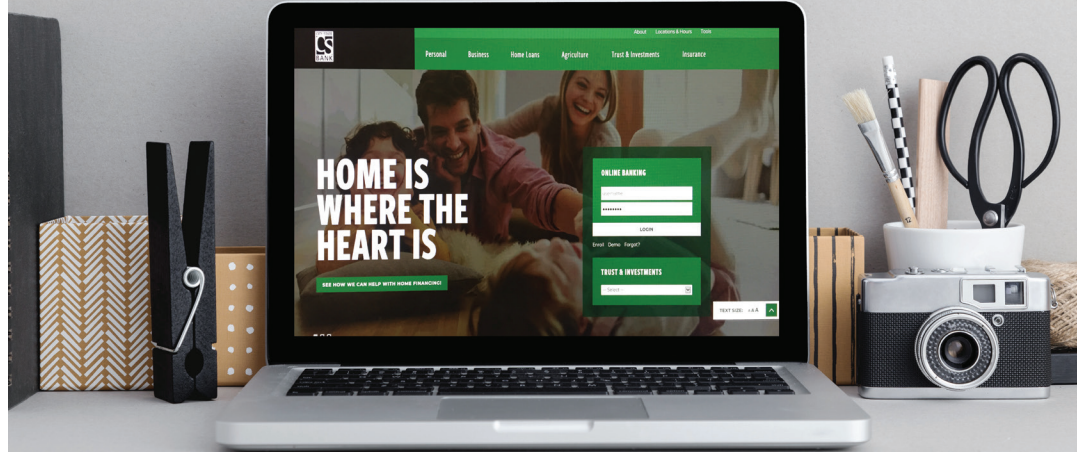 CS
BANK
About Locations & Hours Tools
Personal Business Home Loans Agriculture Trust & Investments Insurance
HOME IS
WHERE THE
HEART IS
SEE HOW WE CAN HELP WITH HOME FINANCING!
ONLINE BANKING
LOGIN
Enroll Demo Forgot?
TRUST & INVESTMENTS
- Select -
TEXT SIZE: A A A
12